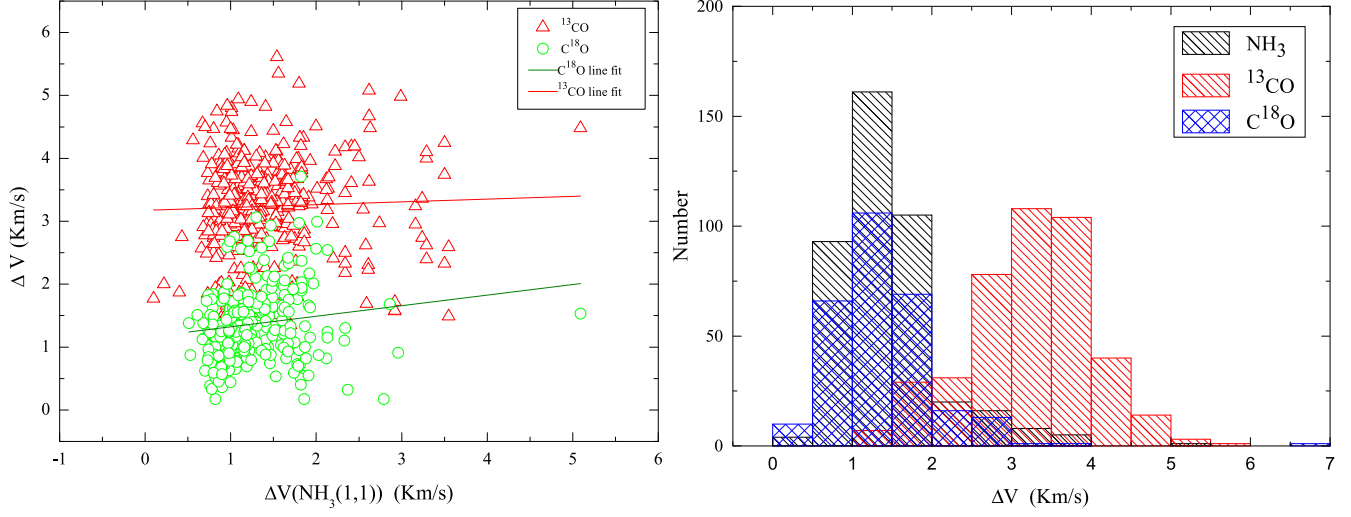 6
5
4
3
2
1
0
-1
0
1
2
3
4
5
6
Δ V (Km/s)
ΔV(NH₃(1,1)) (Km/s)
¹³CO
C¹⁸O
C¹⁸O line fit
¹³CO line fit
200
150
100
50
0
0
1
2
3
4
5
6
7
Number
ΔV (Km/s)
NH₃
¹³CO
C¹⁸O